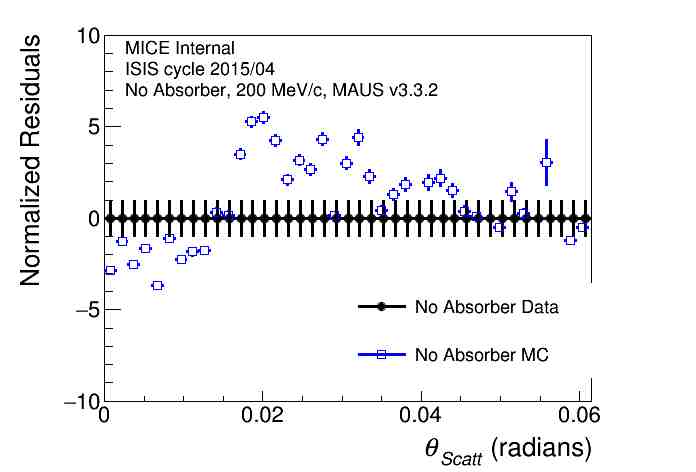 Normalized Residuals
10
5
0
−5
−10
MICE Internal
ISIS cycle 2015/04
No Absorber, 200 MeV/c, MAUS v3.3.2
No Absorber Data
No Absorber MC
0 0.02 0.04 0.06
θ_Scatt (radians)